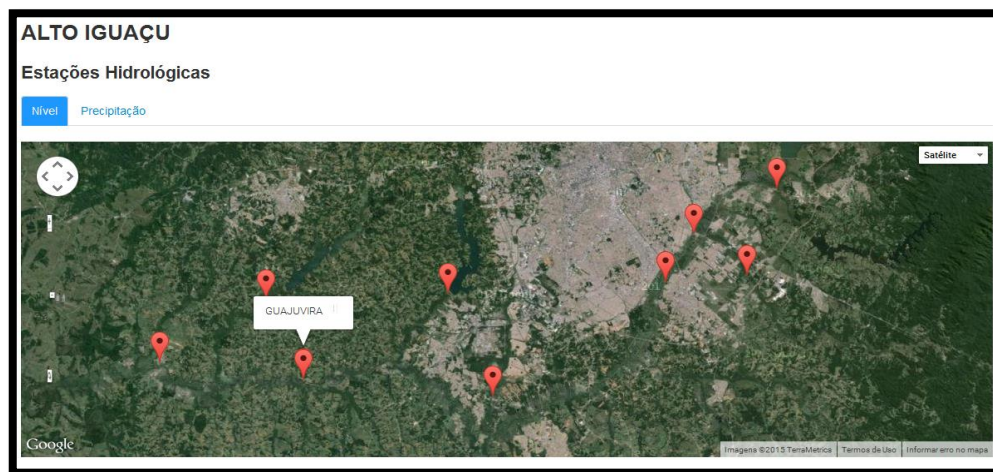 ALTO IGUAÇU
Estações Hidrológicas
Nível Precipitação
Satélite
GUAJUVIRA
Google
Imagens ©2015 TerraMetrics Termos de Uso Informar erro no mapa